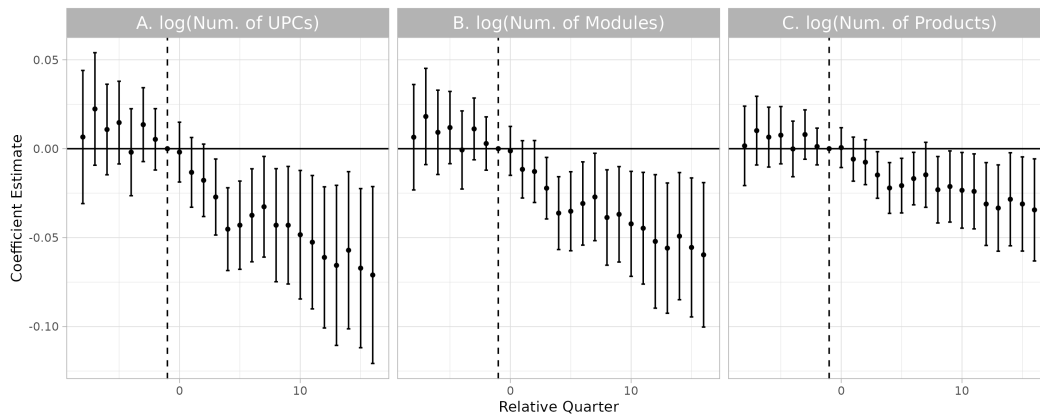 A. log(Num. of UPCs)
B. log(Num. of Modules)
C. log(Num. of Products)
Coefficient Estimate
0.05
0.00
-0.05
-0.10
0
10
0
10
0
10
Relative Quarter